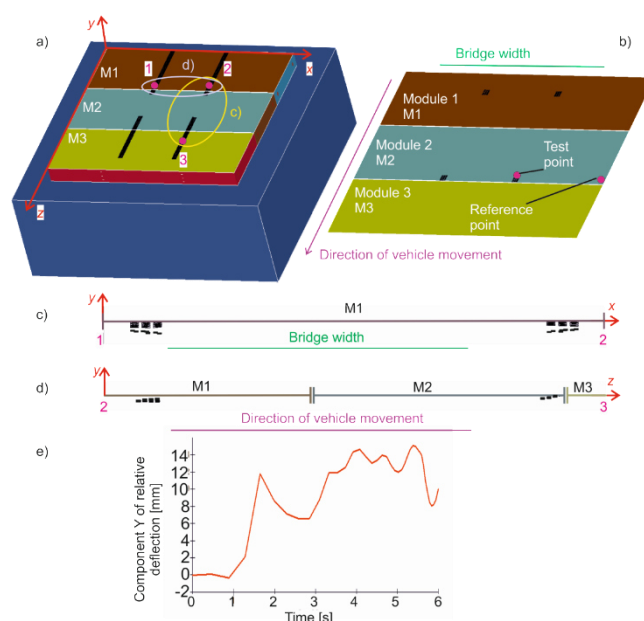 a)
y
x
M1
1
d)
2
M2
c)
M3
3
z
b)
Bridge width
Module 1
M1
Module 2
M2
Test
point
Module 3
M3
Reference
point
Direction of vehicle movement
c)
y
M1
x
1
2
Bridge width
d)
y
M1
M2
M3
z
2
3
Direction of vehicle movement
e)
Component Y of relative
deflection [mm]
14
12
10
8
6
4
2
0
-2
0
1
2
3
4
5
6
Time [s]